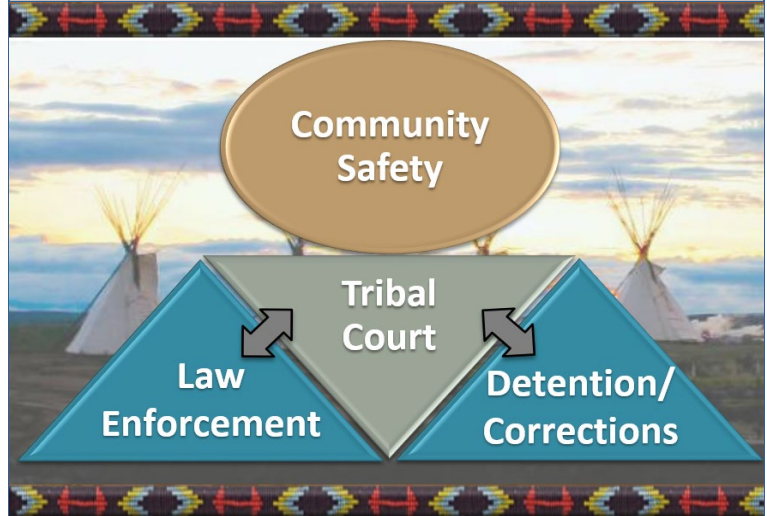 Community
Safety
Tribal
Court
Law
Enforcement
Detention/
Corrections